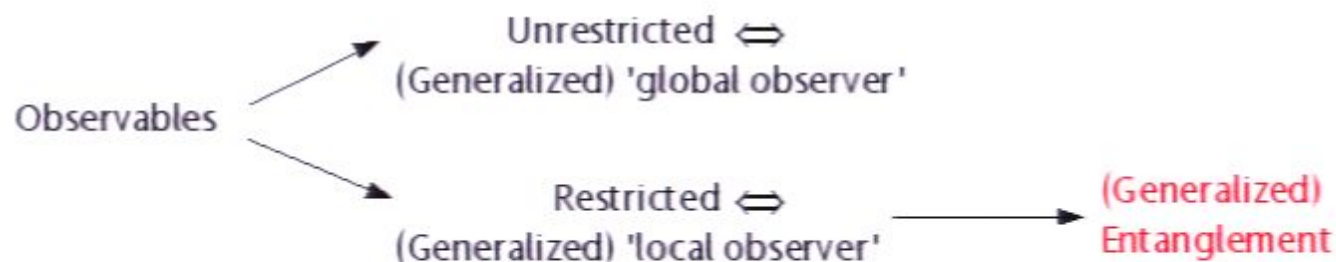 Unrestricted ⇔
(Generalized) 'global observer'
Observables
Restricted ⇔
(Generalized) 'local observer'
(Generalized)
Entanglement